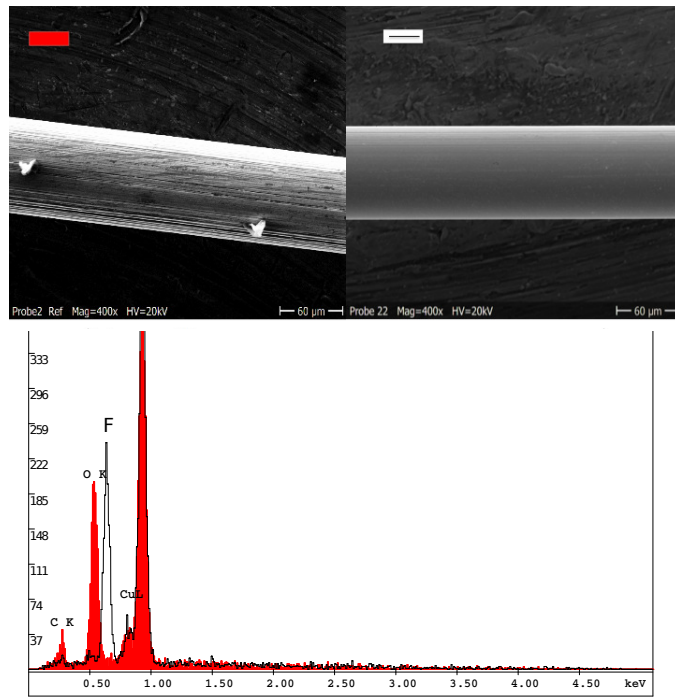 Probe2 Ref Mag=400x HV=20kV 60 µm
Probe 22 Mag=400x HV=20kV 60 µm
333
296
259
F
222
O K
185
148
111
CuL
74
C K
37
0.50 1.00 1.50 2.00 2.50 3.00 3.50 4.00 4.50 keV